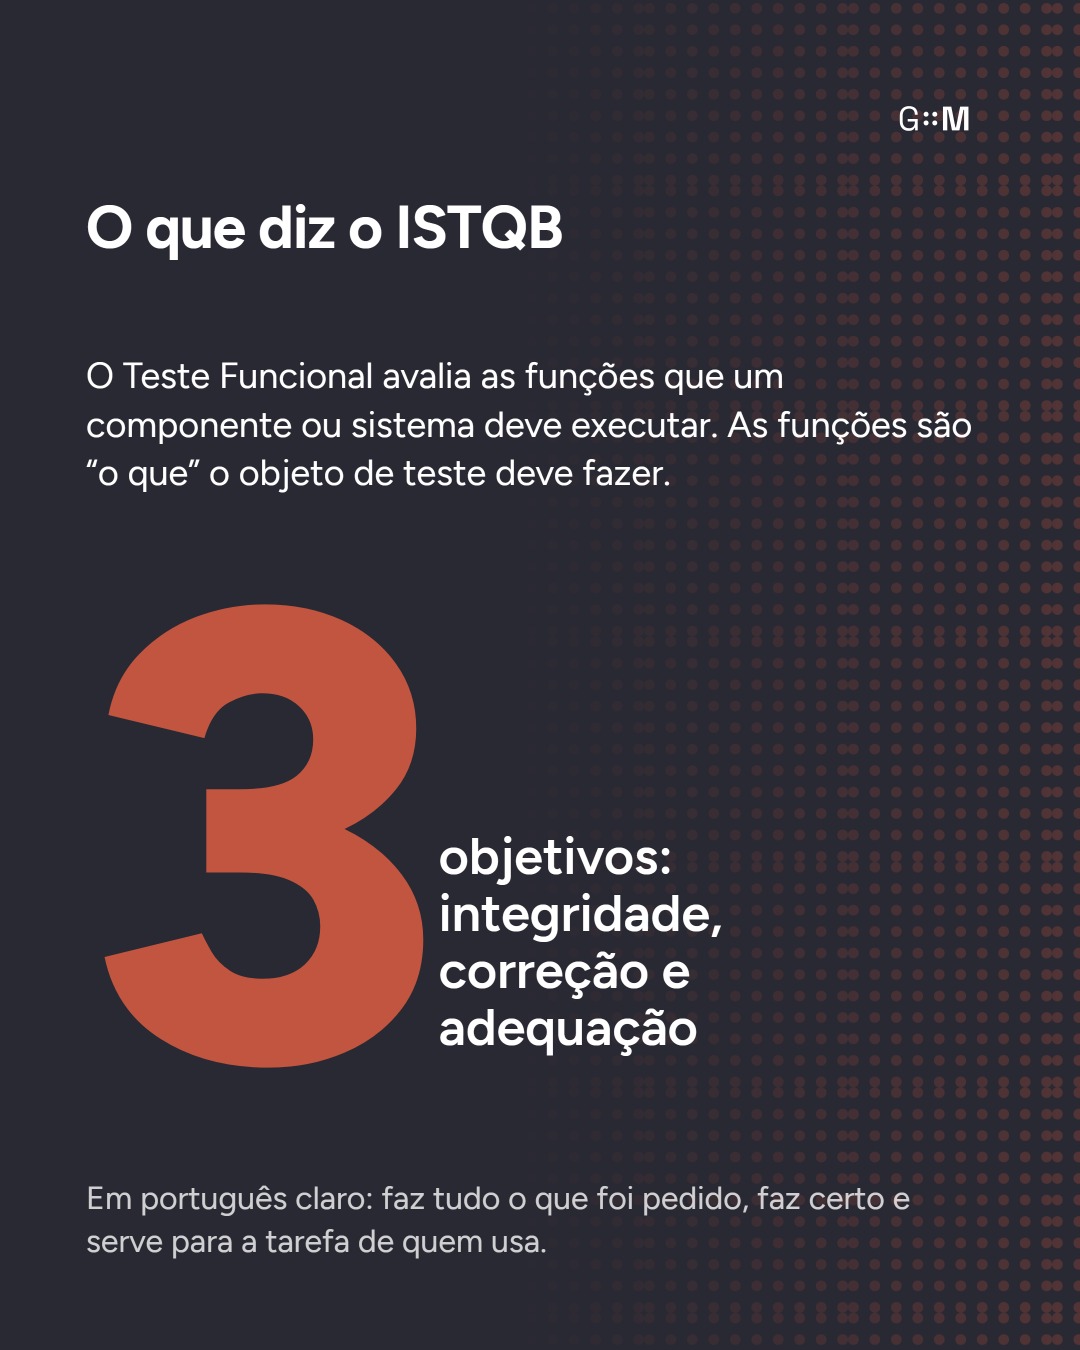 G::M
O que diz o ISTQB
O Teste Funcional avalia as funções que um
componente ou sistema deve executar. As funções são
“o que” o objeto de teste deve fazer.
3
objetivos:
integridade,
correção e
adequação
Em português claro: faz tudo o que foi pedido, faz certo e
serve para a tarefa de quem usa.